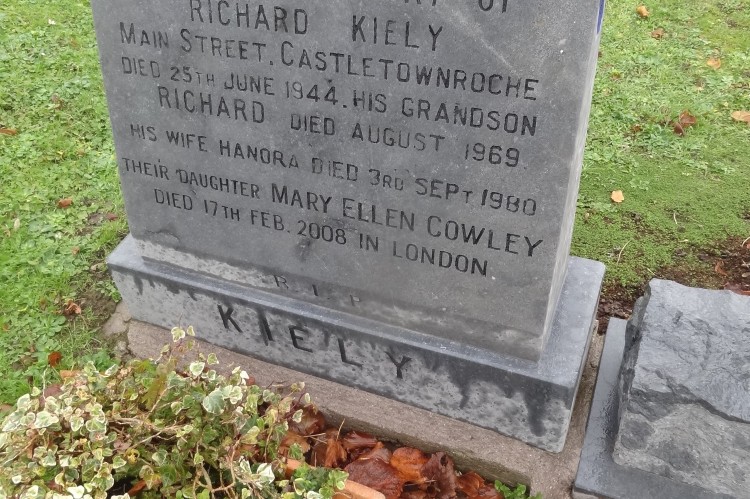 OF
RICHARD KIELY
MAIN STREET, CASTLETOWNROCHE
DIED 25TH JUNE 1944. HIS GRANDSON
RICHARD DIED AUGUST 1969.
HIS WIFE HANORA DIED 3RD SEPT 1980
THEIR DAUGHTER MARY ELLEN COWLEY
DIED 17TH FEB. 2008 IN LONDON
R.I.P
KIELY